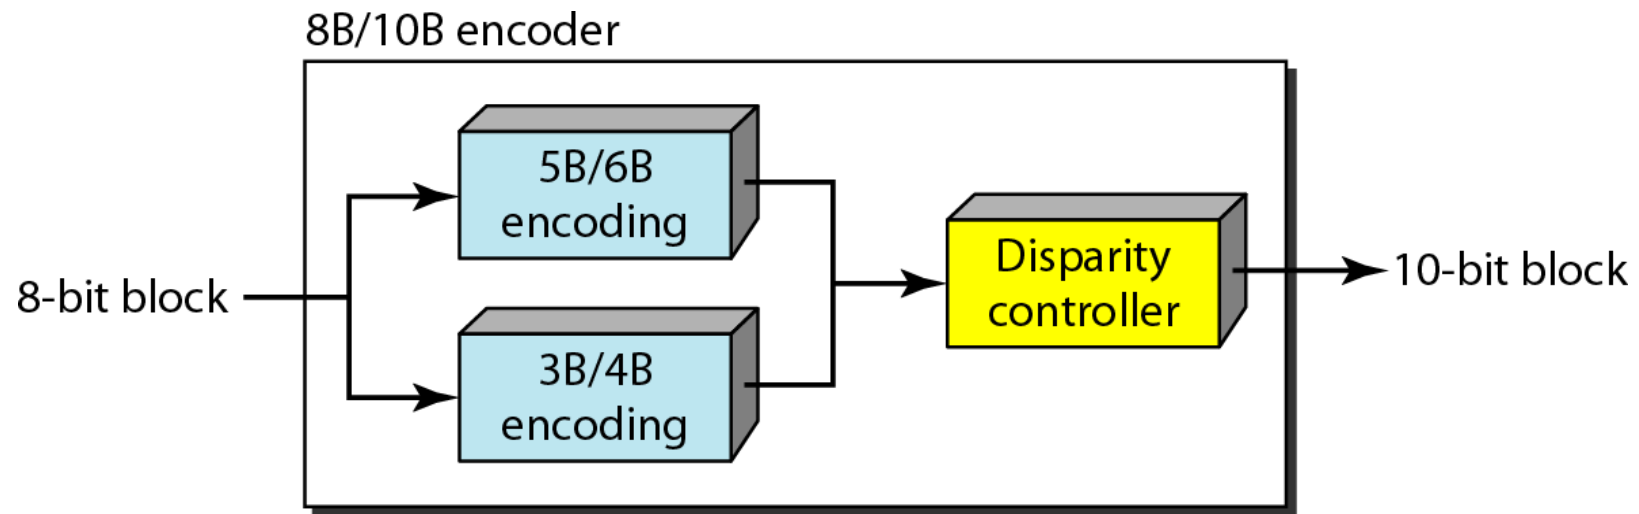 8B/10B encoder
5B/6B
encoding
8-bit block
3B/4B
encoding
Disparity
controller
10-bit block